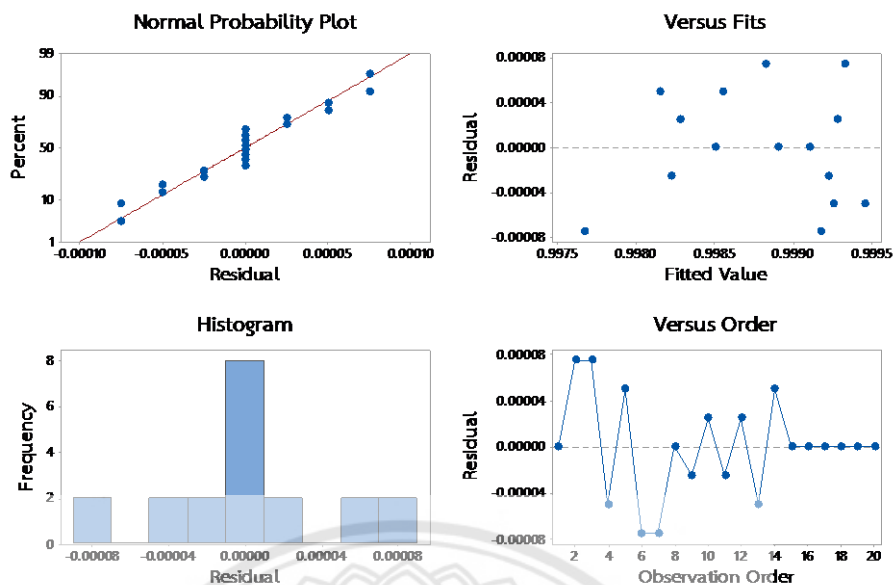 Normal Probability Plot
99
90
50
10
1
Percent
-0.00010 -0.00005 0.00000 0.00005 0.00010
Residual
Versus Fits
0.00008
0.00004
0.00000
-0.00004
-0.00008
Residual
0.9975 0.9980 0.9985 0.9990 0.9995
Fitted Value
Histogram
8
6
4
2
0
Frequency
-0.00008 -0.00004 0.00000 0.00004 0.00008
Residual
Versus Order
0.00008
0.00004
0.00000
-0.00004
-0.00008
Residual
2 4 6 8 10 12 14 16 18 20
Observation Order